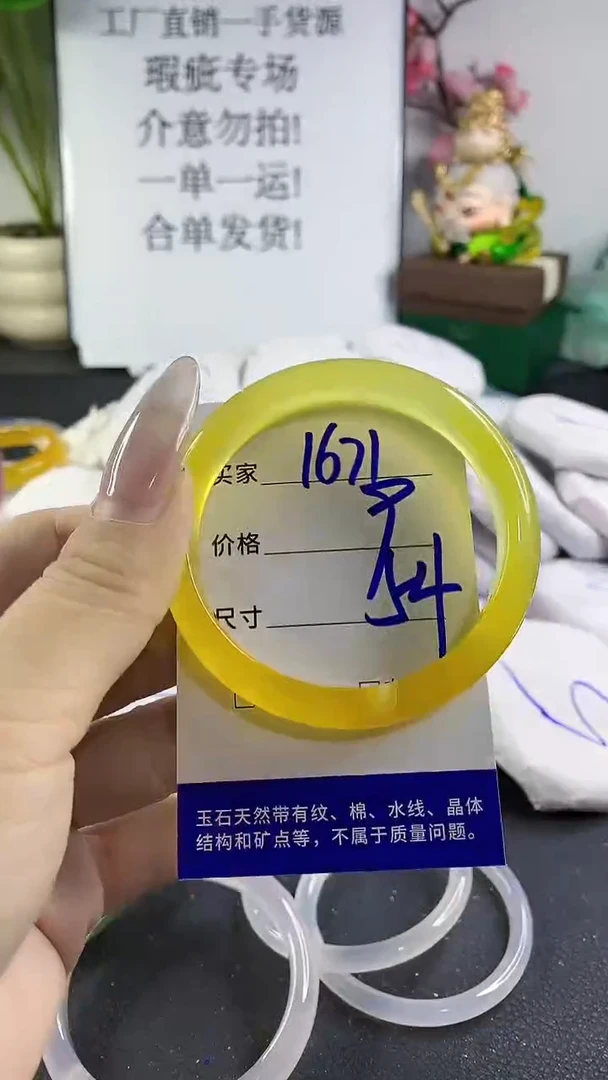 工厂直销一手货源
瑕疵专场
介意勿拍!
一单一运!
合单发货!
买家 1671
价格
尺寸 54
玉石天然带有纹、棉、水线、晶体
结构和矿点等，不属于质量问题。